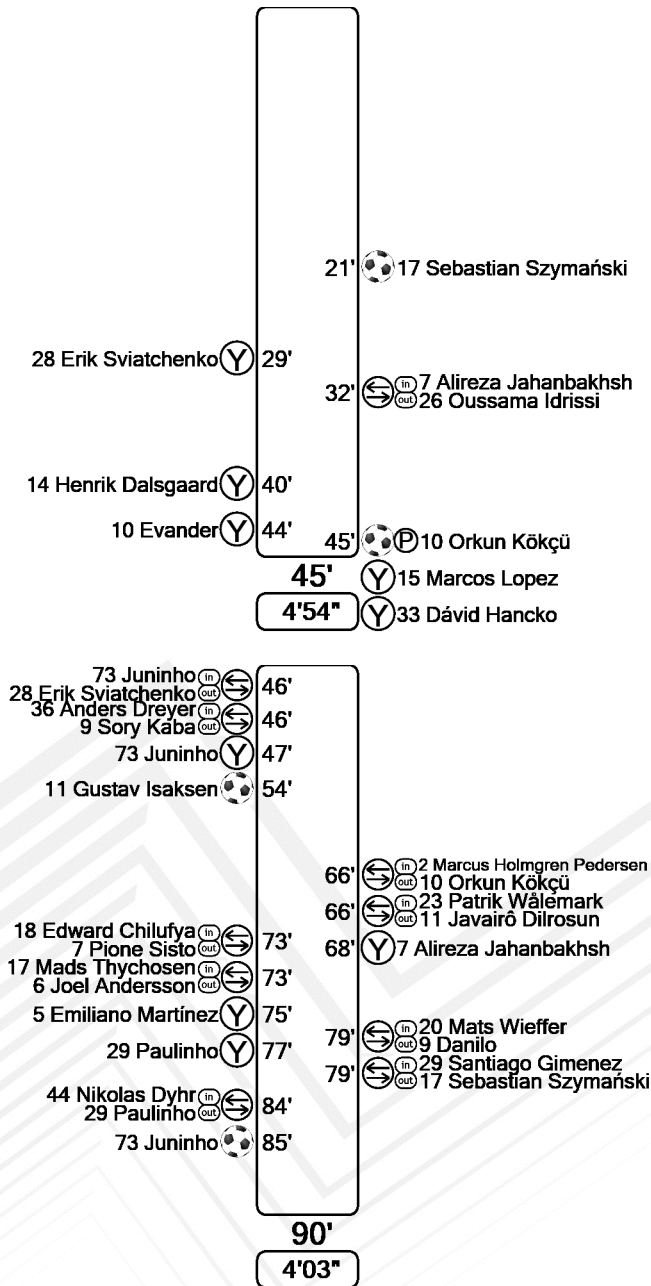 21' 17 Sebastian Szymański
28 Erik Sviatchenko Y 29'
32' in 7 Alireza Jahanbakhsh
out 26 Oussama Idrissi
14 Henrik Dalsgaard Y 40'
10 Evander Y 44'
45' P 10 Orkun Kökçü
45' Y 15 Marcos Lopez
4'54" Y 33 Dávid Hancko
73 Juninho in 46'
28 Erik Sviatchenko out
36 Anders Dreyer in 46'
9 Sory Kaba out
73 Juninho Y 47'
11 Gustav Isaksen 54'
66' in 2 Marcus Holmgren Pedersen
out 10 Orkun Kökçü
66' in 23 Patrik Wålemark
out 11 Javairô Dilrosun
18 Edward Chilufya in 73'
7 Pione Sisto out
68' Y 7 Alireza Jahanbakhsh
17 Mads Thychosen in 73'
6 Joel Andersson out
5 Emiliano Martínez Y 75'
79' in 20 Mats Wieffer
out 9 Danilo
29 Paulinho Y 77'
79' in 29 Santiago Gimenez
out 17 Sebastian Szymański
44 Nikolas Dyhr in 84'
29 Paulinho out
73 Juninho 85'
90'
4'03"